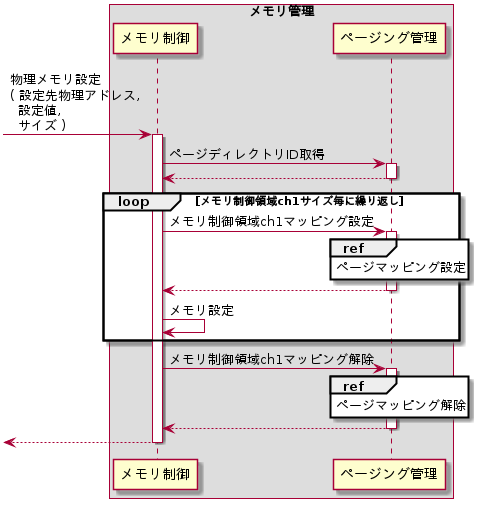 メモリ管理
メモリ制御
ページング管理
物理メモリ設定
( 設定先物理アドレス,
設定値,
サイズ )
ページディレクトリID取得
loop
[メモリ制御領域ch1サイズ毎に繰り返し]
メモリ制御領域ch1マッピング設定
ref
ページマッピング設定
メモリ設定
メモリ制御領域ch1マッピング解除
ref
ページマッピング解除
メモリ制御
ページング管理